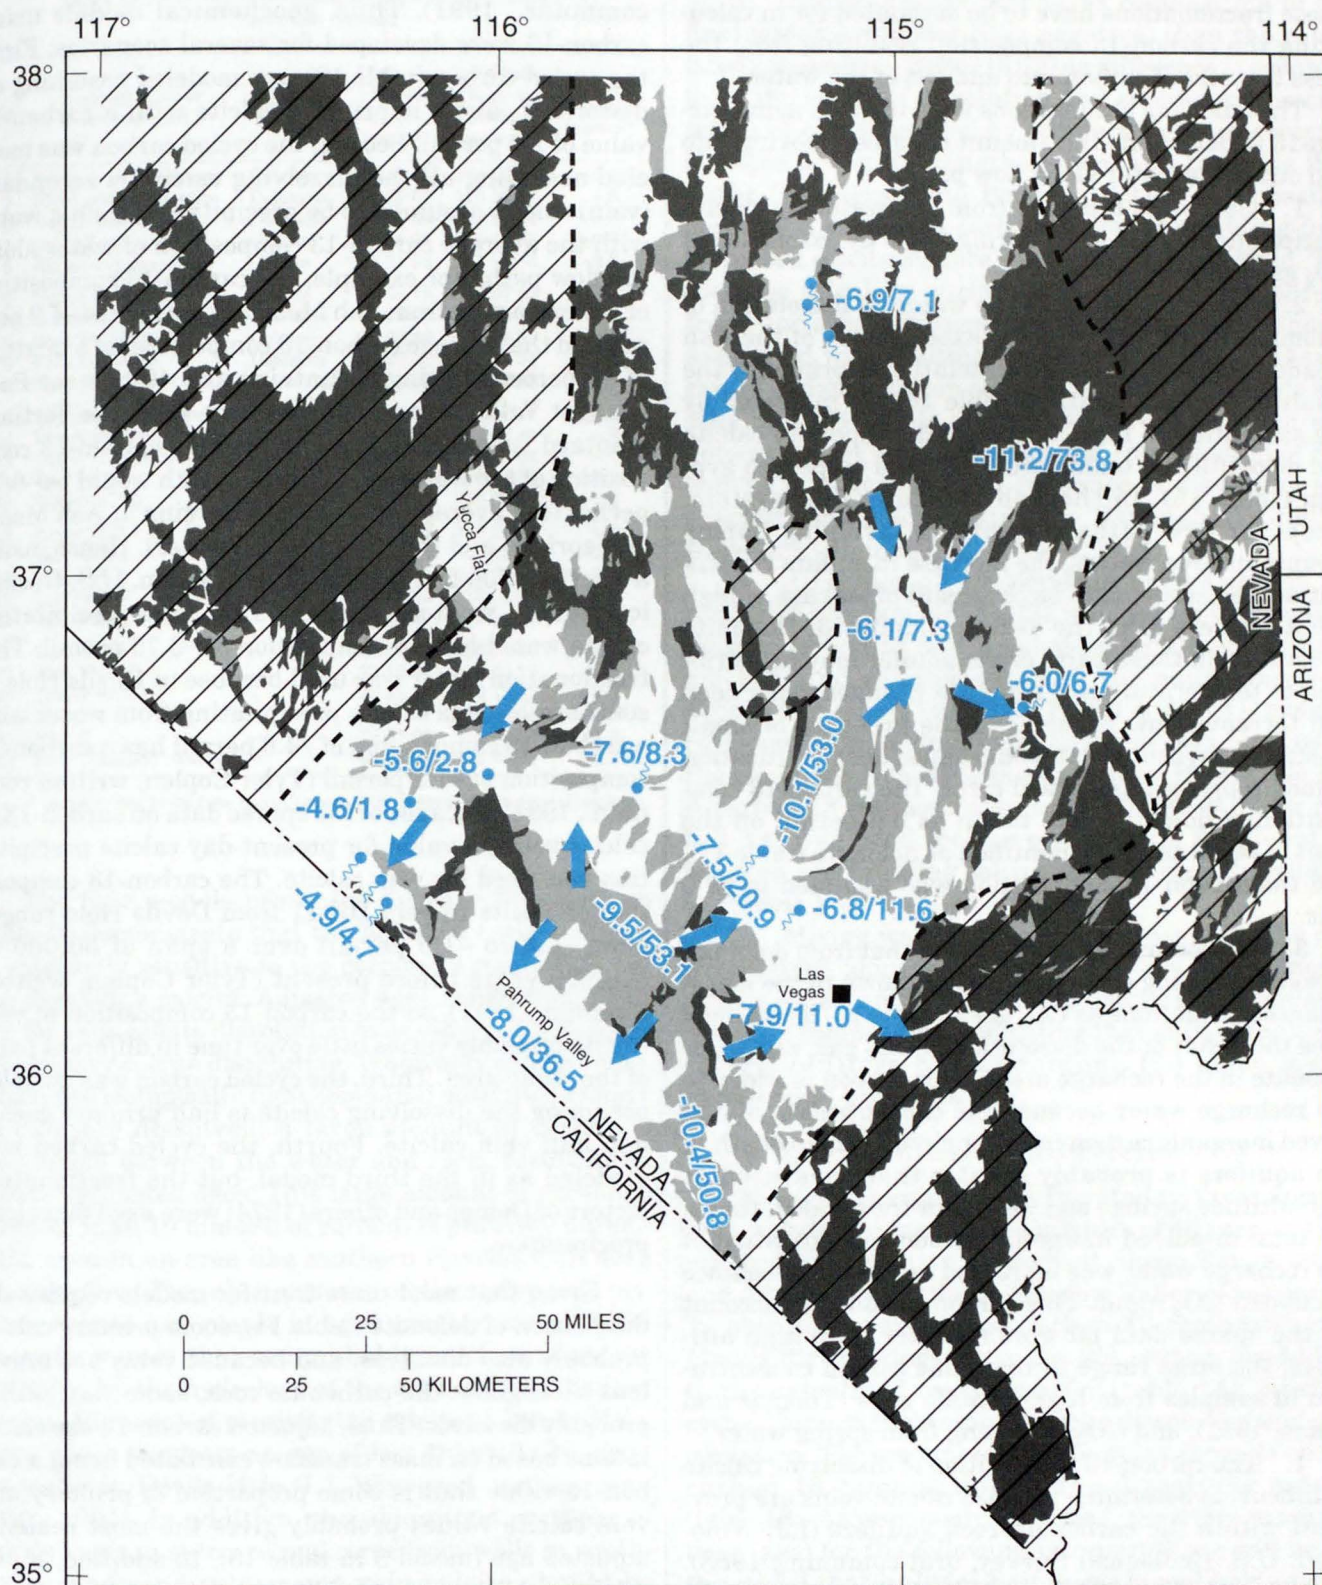 117° 116° 115° 114°
38°
-6.9/7.1
-11.2/73.8
Yucca Flat
UTAH
NEVADA
37°
ARIZONA
-6.1/7.3
-6.0/6.7
-5.6/2.8
-7.6/8.3
-10.1/53.0
-4.6/1.8
-7.5/20.9
-4.9/4.7
-9.5/53.1
-6.8/11.6
Las
Vegas
Pahrump Valley
-7.9/11.0
-8.0/36.5
36°
NEVADA
CALIFORNIA
-10.4/50.8
0 25 50 MILES
0 25 50 KILOMETERS
35°